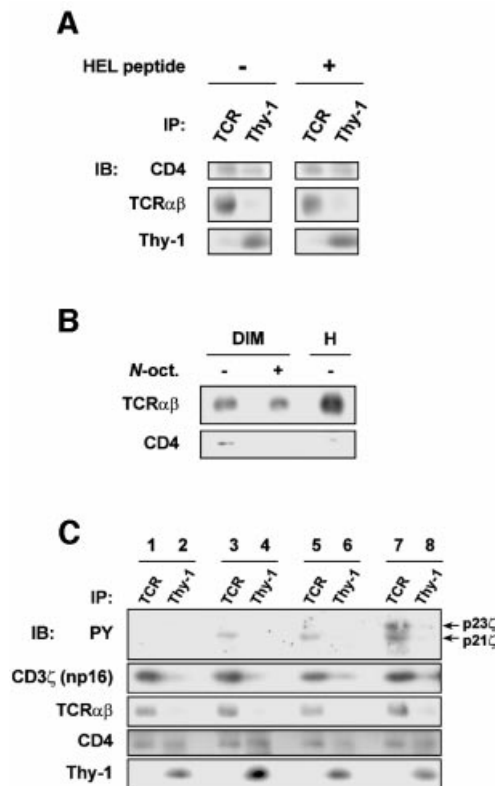 A
HEL peptide - +
IP: TCR Thy-1 TCR Thy-1
IB: CD4
TCRαβ
Thy-1
B
DIM H
N-oct. - + -
TCRαβ
CD4
C
1 2 3 4 5 6 7 8
IP: TCR Thy-1 TCR Thy-1 TCR Thy-1 TCR Thy-1
IB: PY
p23ζ
p21ζ
CD3ζ (np16)
TCRαβ
CD4
Thy-1